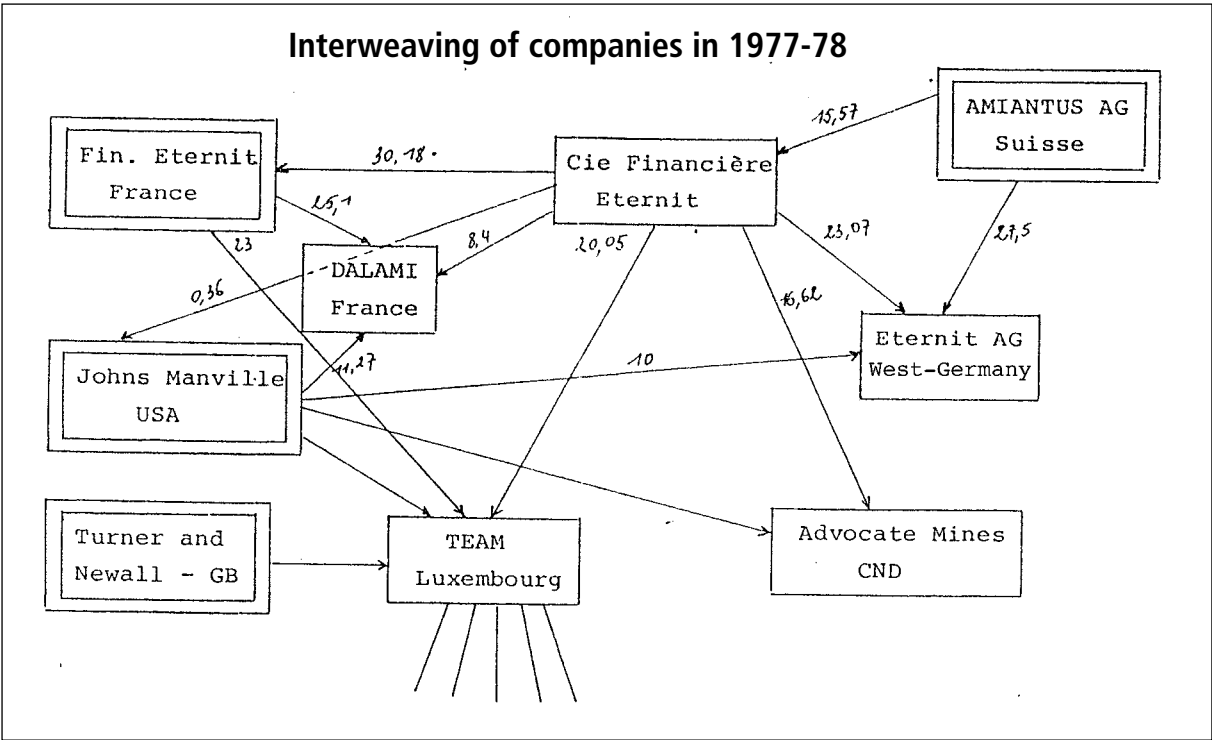 Interweaving of companies in 1977-78
AMIANTUS AG
Suisse
15,57
Fin. Eternit
France
30,18
Cie Financière
Eternit
25,1
23
8,4
20,05
23,07
27,5
DALAMI
France
0,36
16,62
Eternit AG
West-Germany
Johns Manville
USA
11,27
10
Turner and
Newall - GB
TEAM
Luxembourg
Advocate Mines
CND